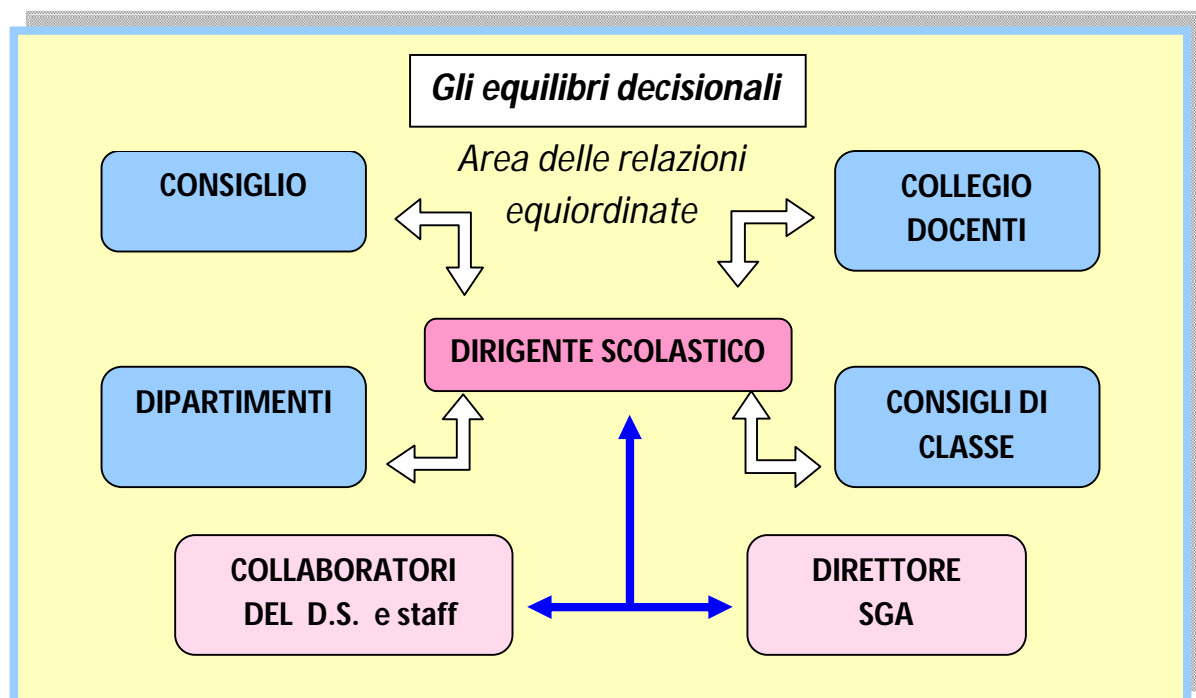 Gli equilibri decisionali
Area delle relazioni
equiordinate
CONSIGLIO
COLLEGIO
DOCENTI
DIRIGENTE SCOLASTICO
DIPARTIMENTI
CONSIGLI DI
CLASSE
COLLABORATORI
DEL D.S. e staff
DIRETTORE
SGA